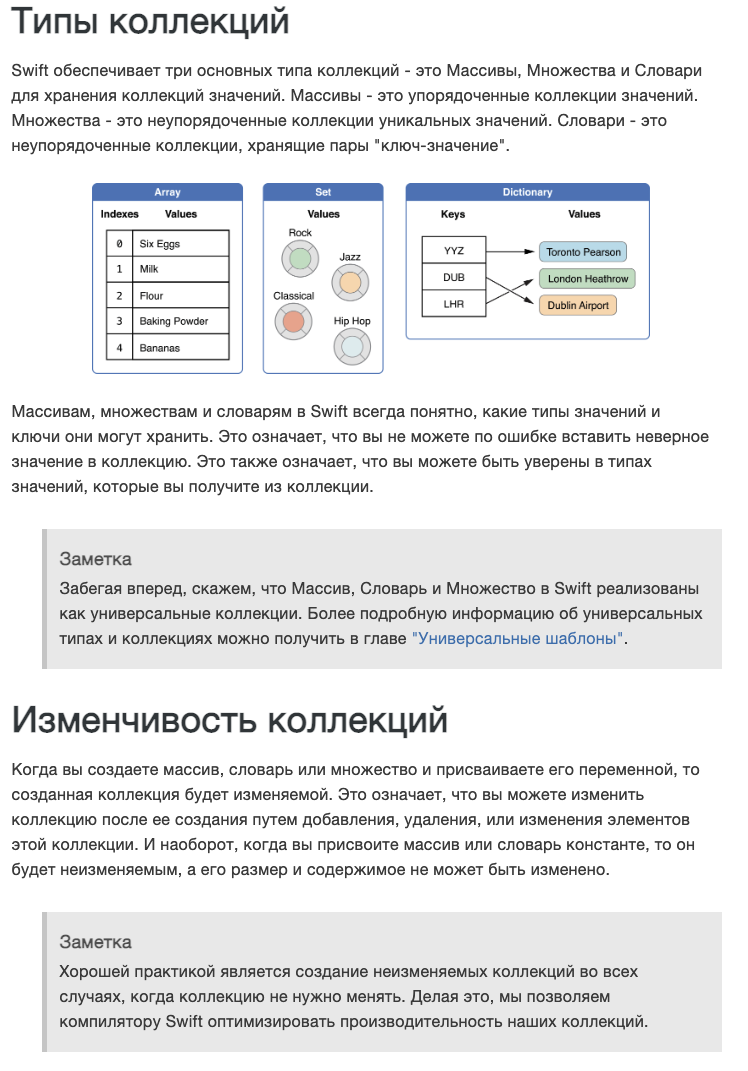 Типы коллекций
Swift обеспечивает три основных типа коллекций - это Массивы, Множества и Словари
для хранения коллекций значений. Массивы - это упорядоченные коллекции значений.
Множества - это неупорядоченные коллекции уникальных значений. Словари - это
неупорядоченные коллекции, хранящие пары "ключ-значение".
Array
Indexes Values
0 Six Eggs
1 Milk
2 Flour
3 Baking Powder
4 Bananas
Set
Values
Rock
Jazz
Classical
Hip Hop
Dictionary
Keys Values
YYZ Toronto Pearson
DUB London Heathrow
LHR Dublin Airport
Массивам, множествам и словарям в Swift всегда понятно, какие типы значений и
ключи они могут хранить. Это означает, что вы не можете по ошибке вставить неверное
значение в коллекцию. Это также означает, что вы можете быть уверены в типах
значений, которые вы получите из коллекции.
Заметка
Забегая вперед, скажем, что Массив, Словарь и Множество в Swift реализованы
как универсальные коллекции. Более подробную информацию об универсальных
типах и коллекциях можно получить в главе "Универсальные шаблоны".
Изменчивость коллекций
Когда вы создаете массив, словарь или множество и присваиваете его переменной, то
созданная коллекция будет изменяемой. Это означает, что вы можете изменить
коллекцию после ее создания путем добавления, удаления, или изменения элементов
этой коллекции. И наоборот, когда вы присвоите массив или словарь константе, то он
будет неизменяемым, а его размер и содержимое не может быть изменено.
Заметка
Хорошей практикой является создание неизменяемых коллекций во всех
случаях, когда коллекцию не нужно менять. Делая это, мы позволяем
компилятору Swift оптимизировать производительность наших коллекций.